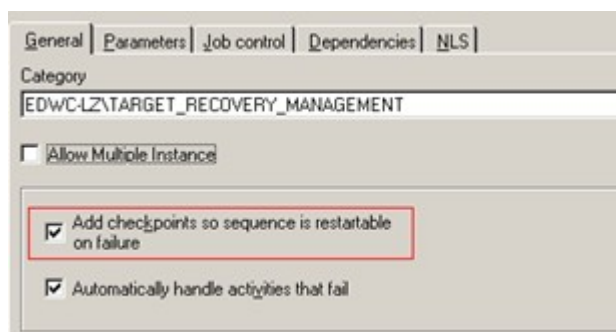 General Parameters Job control Dependencies NLS
Category
EDWC-LZ\TARGET_RECOVERY_MANAGEMENT
Allow Multiple Instance
Add checkpoints so sequence is restartable
on failure
Automatically handle activities that fail